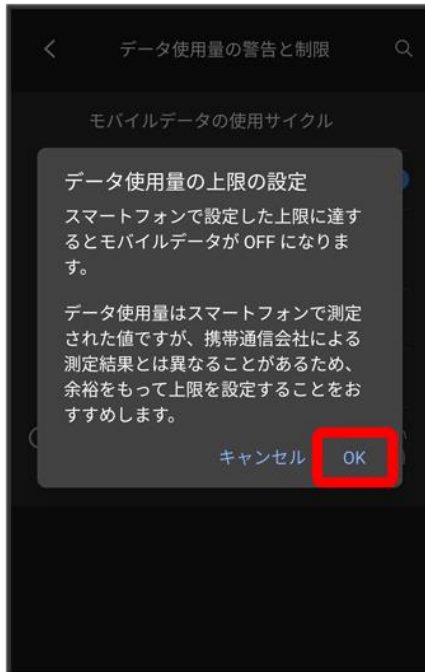 データ使用量の警告と制限
モバイルデータの使用サイクル
データ使用量の上限の設定
スマートフォンで設定した上限に達す
るとモバイルデータが OFF になりま
す。
データ使用量はスマートフォンで測定
された値ですが、携帯通信会社による
測定結果とは異なることがあるため、
余裕をもって上限を設定することをお
すすめします。
キャンセル
OK